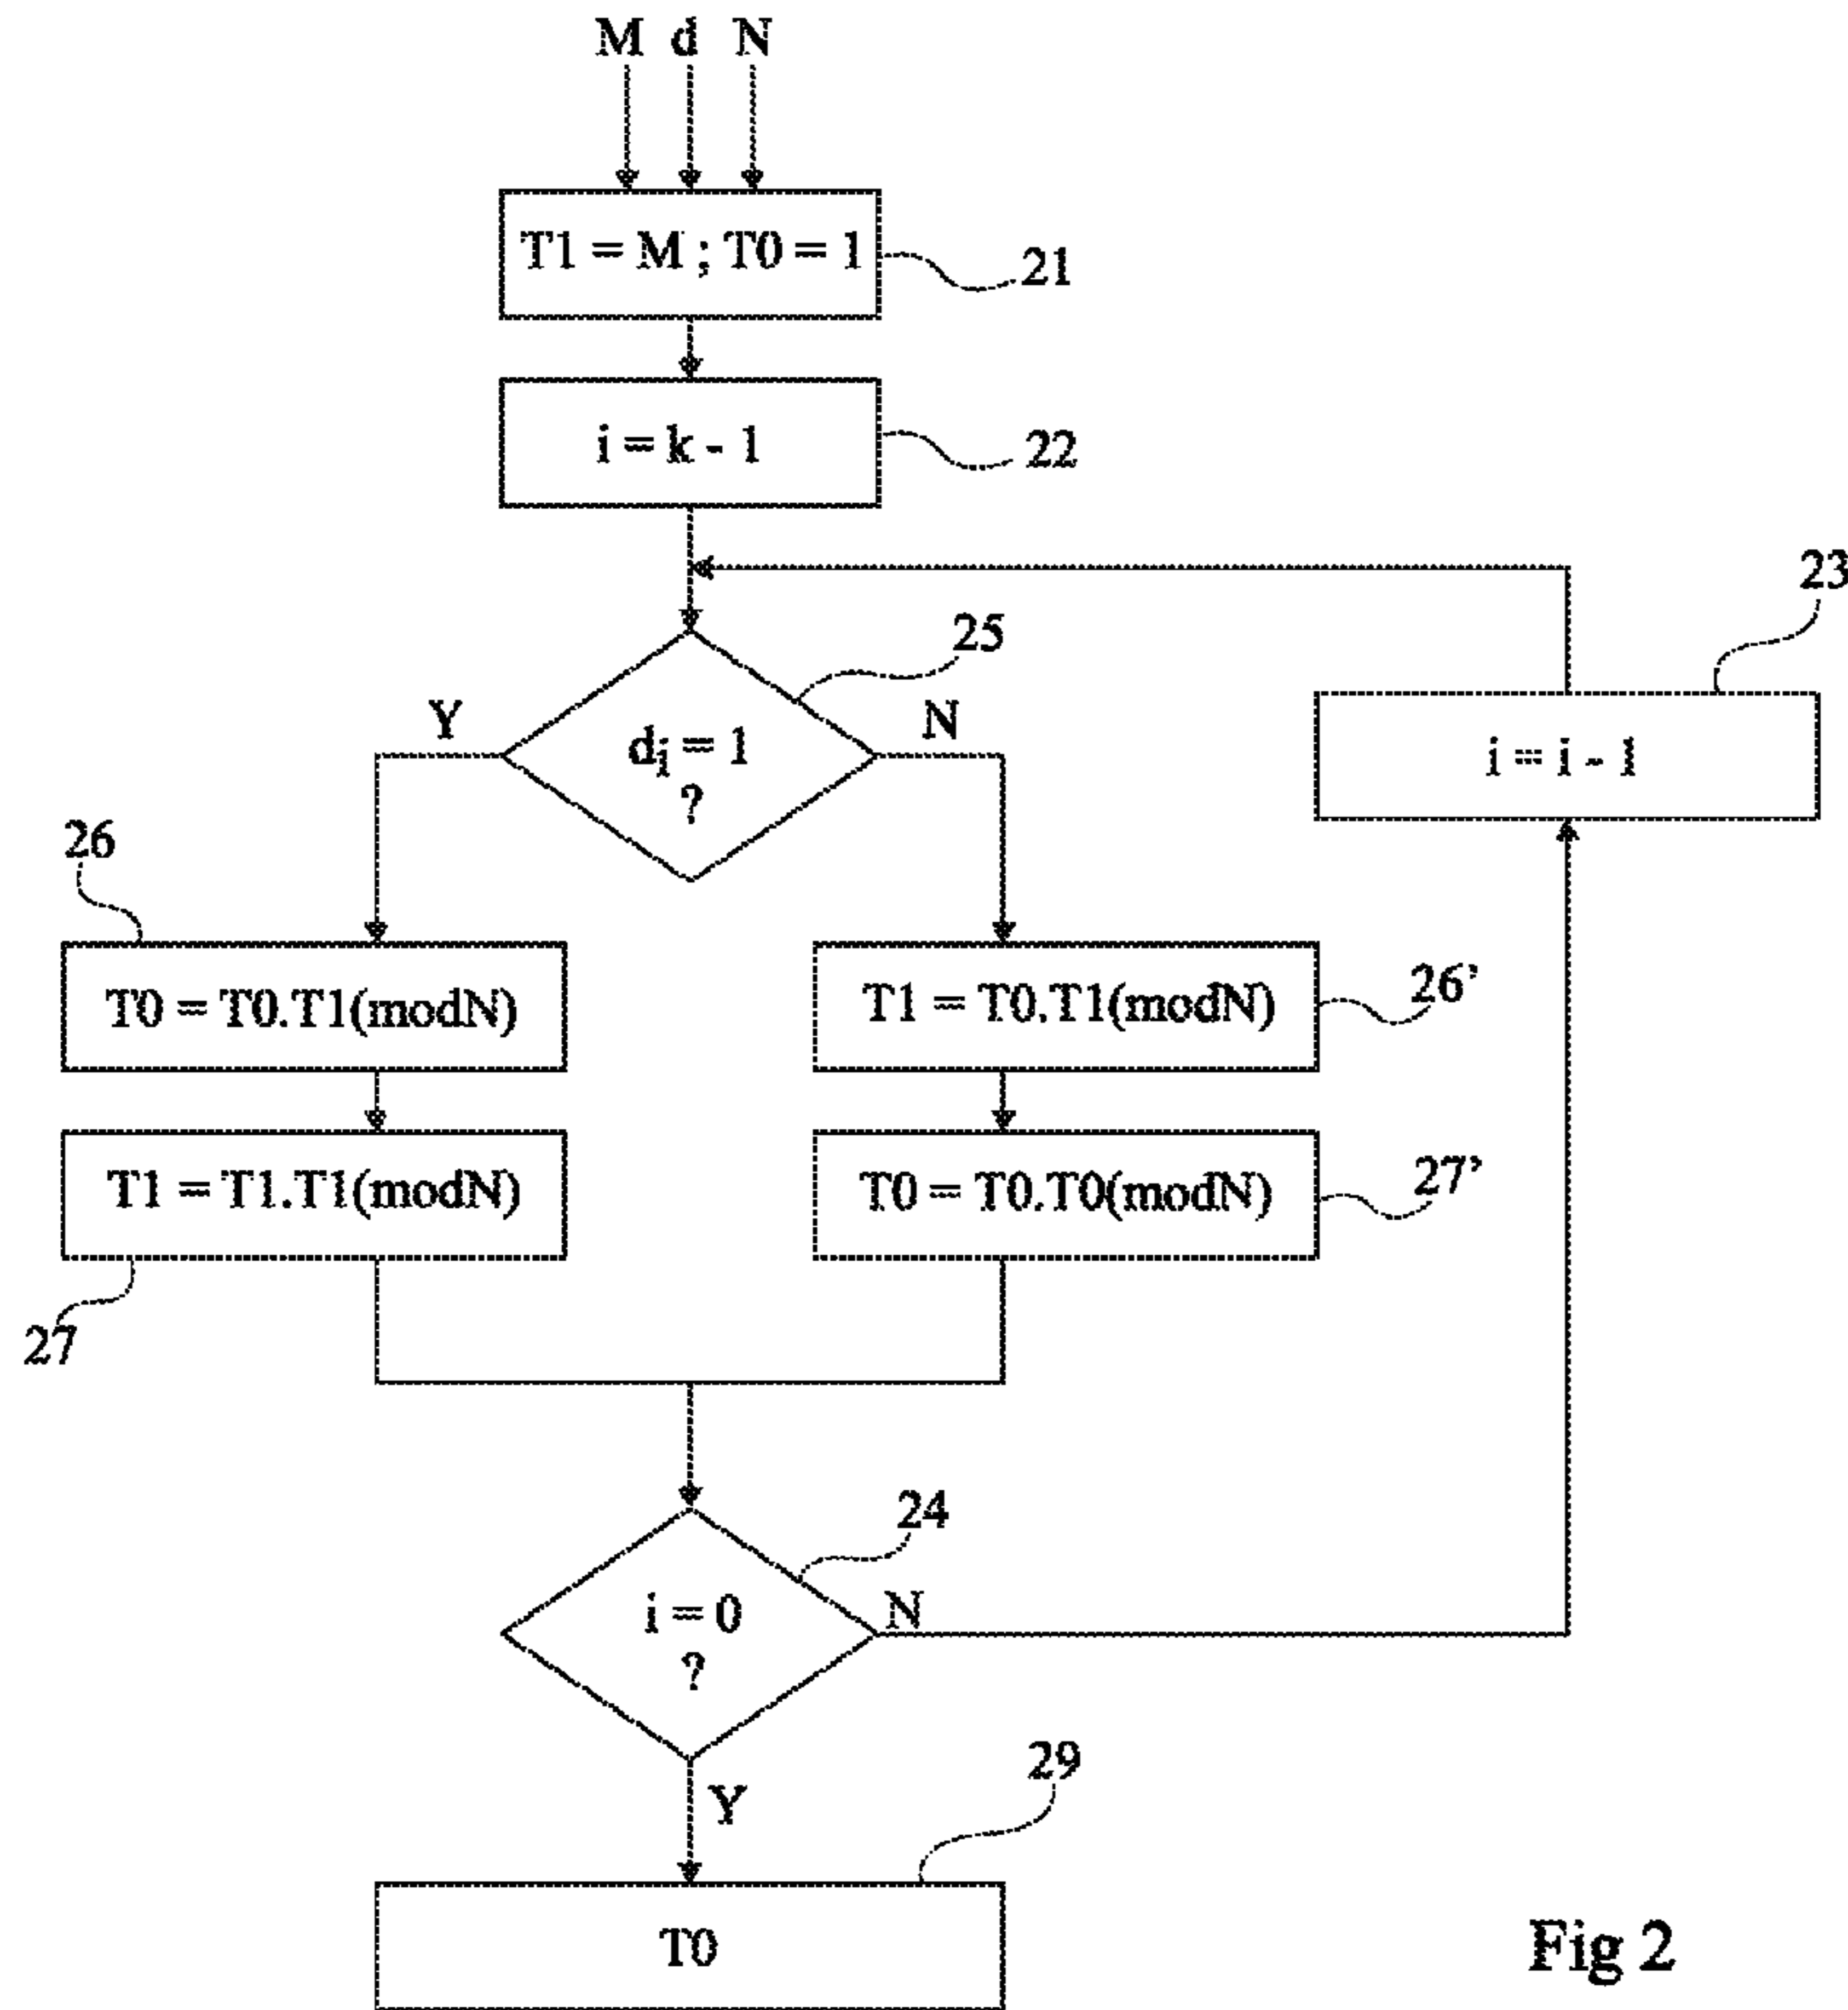 M d N
T1 = M ; T0 = 1
21
i = k - 1
22
23
25
Y
N
di = 1
?
i = i - 1
26
T0 = T0.T1(modN)
T1 = T0.T1(modN)
26'
T1 = T1.T1(modN)
T0 = T0.T0(modN)
27'
27
24
i = 0
?
N
Y
29
T0
Fig 2